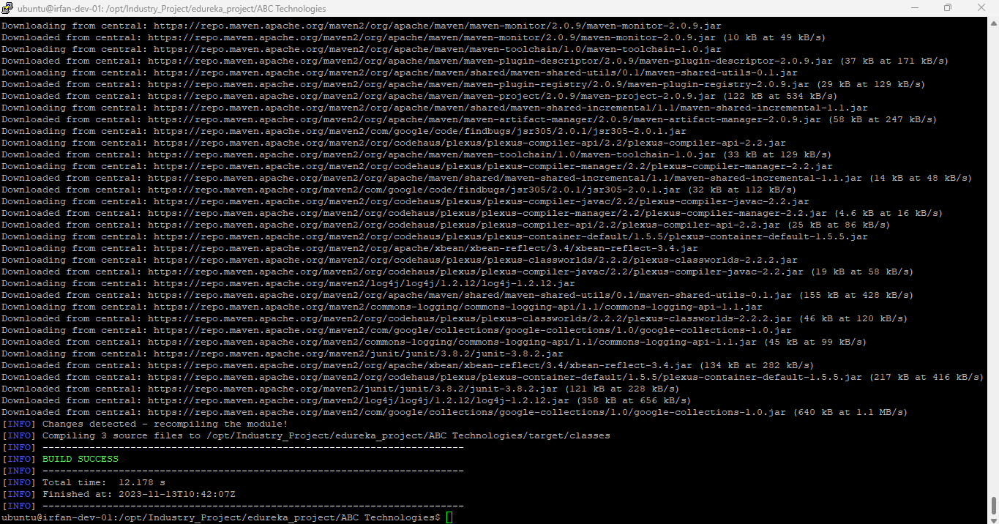 ubuntu@irfan-dev-01: /opt/Industry_Project/edureka_project/ABC Technologies
Downloading from central: https://repo.maven.apache.org/maven2/org/apache/maven/maven-monitor/2.0.9/maven-monitor-2.0.9.jar
Downloaded from central: https://repo.maven.apache.org/maven2/org/apache/maven/maven-monitor/2.0.9/maven-monitor-2.0.9.jar (10 kB at 49 kB/s)
Downloading from central: https://repo.maven.apache.org/maven2/org/apache/maven/maven-toolchain/1.0/maven-toolchain-1.0.jar
Downloaded from central: https://repo.maven.apache.org/maven2/org/apache/maven/maven-plugin-descriptor/2.0.9/maven-plugin-descriptor-2.0.9.jar (37 kB at 171 kB/s)
Downloading from central: https://repo.maven.apache.org/maven2/org/apache/maven/shared/maven-shared-utils/0.1/maven-shared-utils-0.1.jar
Downloaded from central: https://repo.maven.apache.org/maven2/org/apache/maven/maven-plugin-registry/2.0.9/maven-plugin-registry-2.0.9.jar (29 kB at 129 kB/s)
Downloaded from central: https://repo.maven.apache.org/maven2/org/apache/maven/maven-project/2.0.9/maven-project-2.0.9.jar (122 kB at 534 kB/s)
Downloading from central: https://repo.maven.apache.org/maven2/org/apache/maven/shared/maven-shared-incremental/1.1/maven-shared-incremental-1.1.jar
Downloaded from central: https://repo.maven.apache.org/maven2/org/apache/maven/maven-artifact-manager/2.0.9/maven-artifact-manager-2.0.9.jar (58 kB at 247 kB/s)
Downloading from central: https://repo.maven.apache.org/maven2/com/google/code/findbugs/jsr305/2.0.1/jsr305-2.0.1.jar
Downloading from central: https://repo.maven.apache.org/maven2/org/codehaus/plexus/plexus-compiler-api/2.2/plexus-compiler-api-2.2.jar
Downloaded from central: https://repo.maven.apache.org/maven2/org/apache/maven/maven-toolchain/1.0/maven-toolchain-1.0.jar (33 kB at 129 kB/s)
Downloading from central: https://repo.maven.apache.org/maven2/org/codehaus/plexus/plexus-compiler-manager/2.2/plexus-compiler-manager-2.2.jar
Downloaded from central: https://repo.maven.apache.org/maven2/org/apache/maven/shared/maven-shared-incremental/1.1/maven-shared-incremental-1.1.jar (14 kB at 48 kB/s)
Downloaded from central: https://repo.maven.apache.org/maven2/com/google/code/findbugs/jsr305/2.0.1/jsr305-2.0.1.jar (32 kB at 112 kB/s)
Downloading from central: https://repo.maven.apache.org/maven2/org/codehaus/plexus/plexus-compiler-javac/2.2/plexus-compiler-javac-2.2.jar
Downloaded from central: https://repo.maven.apache.org/maven2/org/codehaus/plexus/plexus-compiler-manager/2.2/plexus-compiler-manager-2.2.jar (4.6 kB at 16 kB/s)
Downloaded from central: https://repo.maven.apache.org/maven2/org/codehaus/plexus/plexus-compiler-api/2.2/plexus-compiler-api-2.2.jar (25 kB at 86 kB/s)
Downloading from central: https://repo.maven.apache.org/maven2/org/codehaus/plexus/plexus-container-default/1.5.5/plexus-container-default-1.5.5.jar
Downloading from central: https://repo.maven.apache.org/maven2/org/apache/xbean/xbean-reflect/3.4/xbean-reflect-3.4.jar
Downloading from central: https://repo.maven.apache.org/maven2/org/codehaus/plexus/plexus-classworlds/2.2.2/plexus-classworlds-2.2.2.jar
Downloaded from central: https://repo.maven.apache.org/maven2/org/codehaus/plexus/plexus-compiler-javac/2.2/plexus-compiler-javac-2.2.jar (19 kB at 58 kB/s)
Downloading from central: https://repo.maven.apache.org/maven2/log4j/log4j/1.2.12/log4j-1.2.12.jar
Downloaded from central: https://repo.maven.apache.org/maven2/org/apache/maven/shared/maven-shared-utils/0.1/maven-shared-utils-0.1.jar (155 kB at 428 kB/s)
Downloading from central: https://repo.maven.apache.org/maven2/commons-logging/commons-logging-api/1.1/commons-logging-api-1.1.jar
Downloaded from central: https://repo.maven.apache.org/maven2/org/codehaus/plexus/plexus-classworlds/2.2.2/plexus-classworlds-2.2.2.jar (46 kB at 120 kB/s)
Downloading from central: https://repo.maven.apache.org/maven2/com/google/collections/google-collections/1.0/google-collections-1.0.jar
Downloaded from central: https://repo.maven.apache.org/maven2/commons-logging/commons-logging-api/1.1/commons-logging-api-1.1.jar (45 kB at 99 kB/s)
Downloading from central: https://repo.maven.apache.org/maven2/junit/junit/3.8.2/junit-3.8.2.jar
Downloaded from central: https://repo.maven.apache.org/maven2/org/apache/xbean/xbean-reflect/3.4/xbean-reflect-3.4.jar (134 kB at 282 kB/s)
Downloaded from central: https://repo.maven.apache.org/maven2/org/codehaus/plexus/plexus-container-default/1.5.5/plexus-container-default-1.5.5.jar (217 kB at 416 kB/s)
Downloaded from central: https://repo.maven.apache.org/maven2/junit/junit/3.8.2/junit-3.8.2.jar (121 kB at 228 kB/s)
Downloaded from central: https://repo.maven.apache.org/maven2/log4j/log4j/1.2.12/log4j-1.2.12.jar (358 kB at 656 kB/s)
Downloaded from central: https://repo.maven.apache.org/maven2/com/google/collections/google-collections/1.0/google-collections-1.0.jar (640 kB at 1.1 MB/s)
[INFO] Changes detected - recompiling the module!
[INFO] Compiling 3 source files to /opt/Industry_Project/edureka_project/ABC Technologies/target/classes
[INFO] ------------------------------------------------------------------------
[INFO] BUILD SUCCESS
[INFO] ------------------------------------------------------------------------
[INFO] Total time:  12.178 s
[INFO] Finished at: 2023-11-13T10:42:07Z
[INFO] ------------------------------------------------------------------------
ubuntu@irfan-dev-01:/opt/Industry_Project/edureka_project/ABC Technologies$